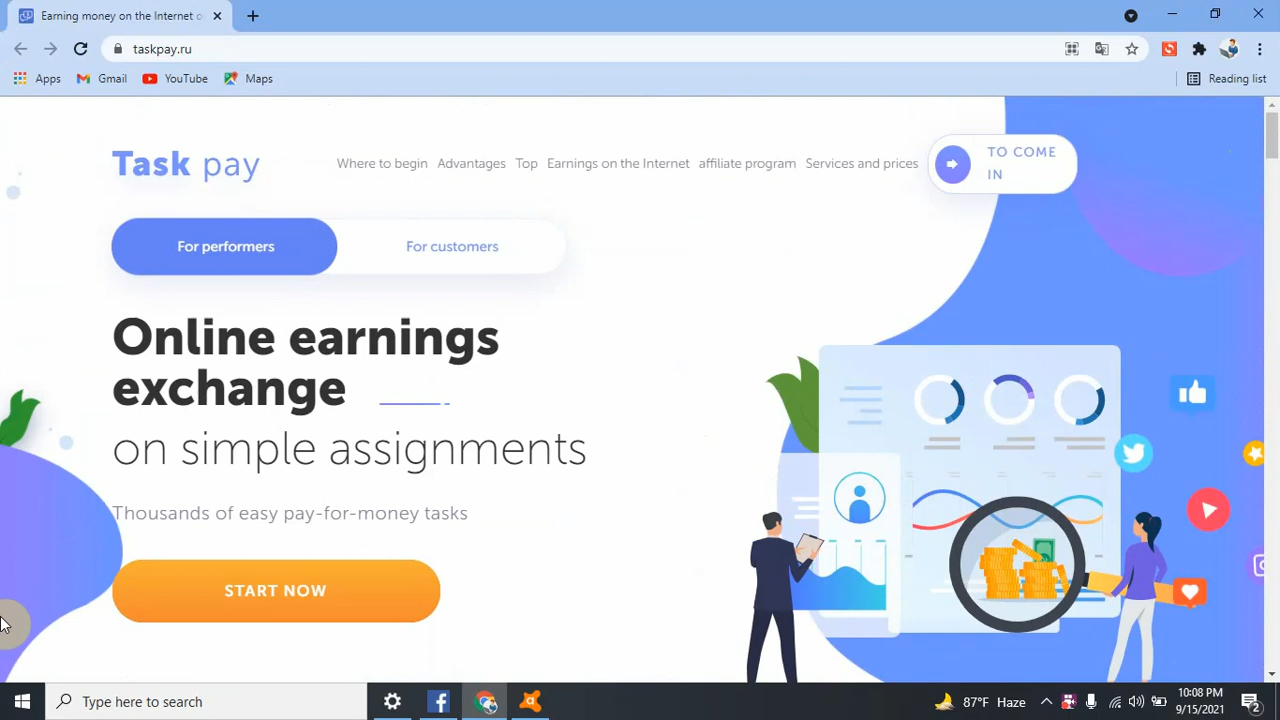 Earning money on the Internet o
taskpay.ru
Apps Gmail YouTube Maps Reading list
Task pay
Where to begin Advantages Top Earnings on the Internet affiliate program Services and prices
TO COME
IN
For performers For customers
Online earnings
exchange
on simple assignments
Thousands of easy pay-for-money tasks
START NOW
Type here to search
87°F Haze
10:08 PM
9/15/2021
2